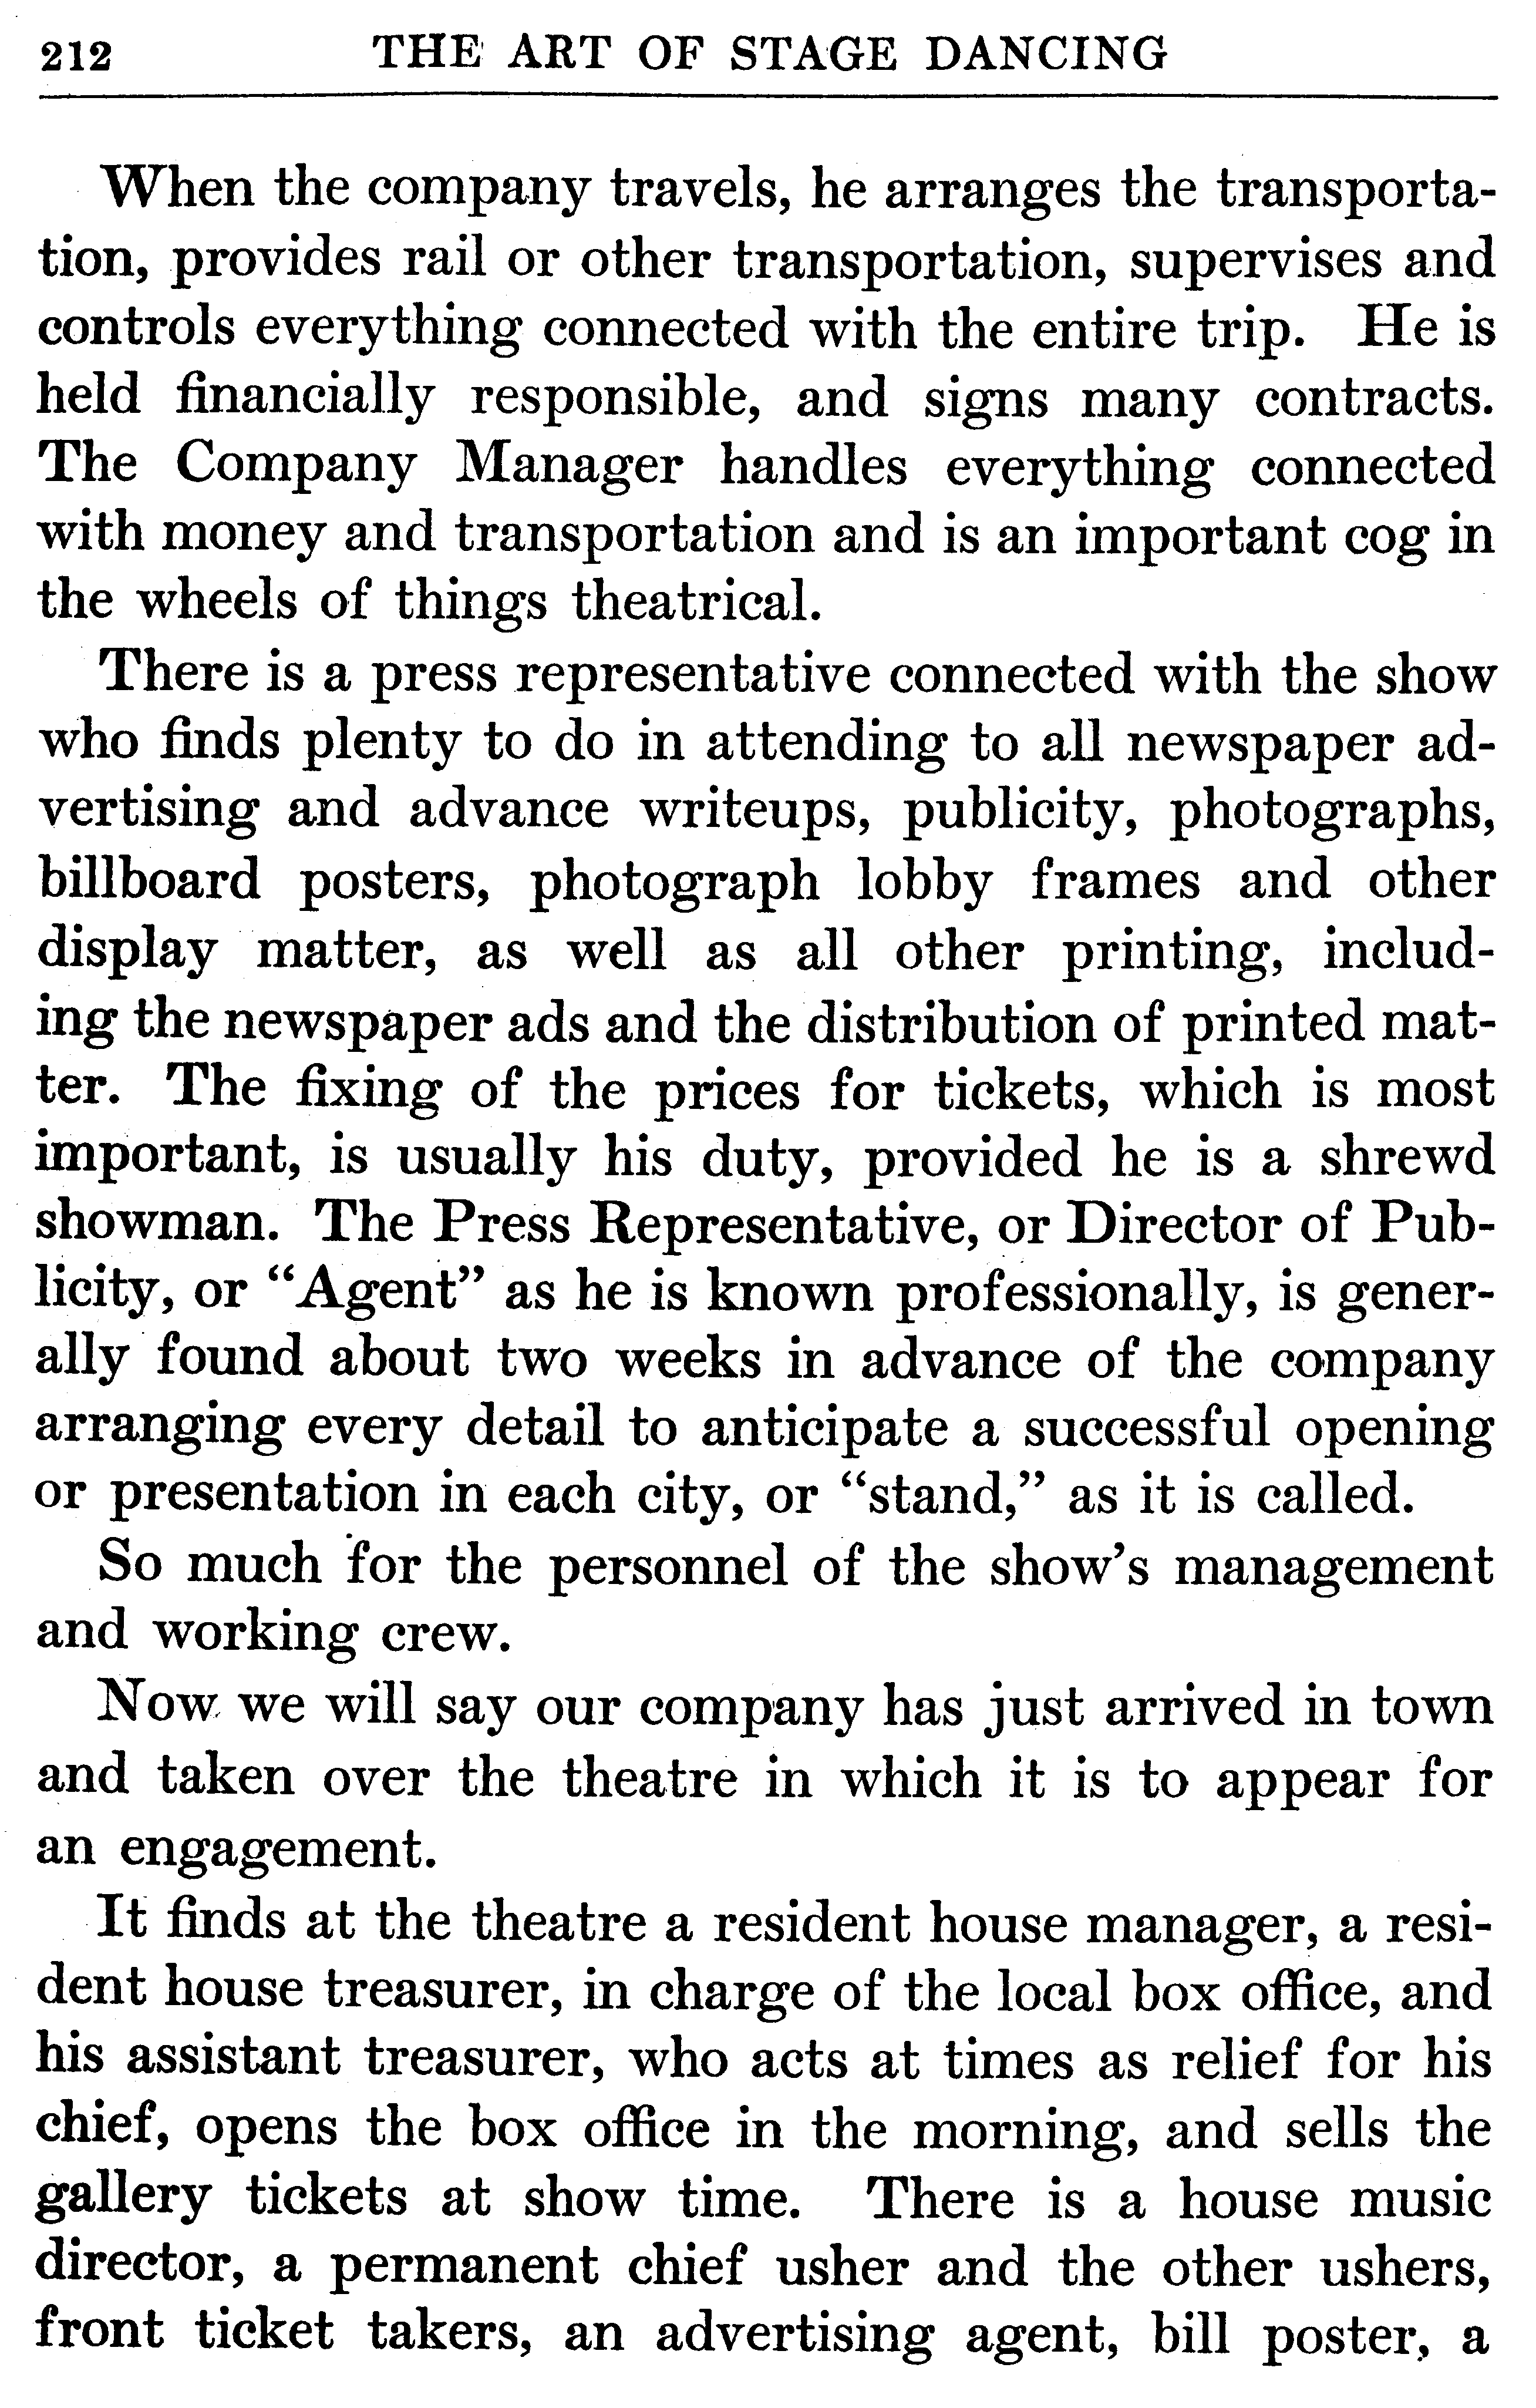 212 THE ART OF STAGE DANCING
When the company travels, he arranges the transporta-
tion, provides rail or other transportation, supervises and
controls everything connected with the entire trip. He is
held financially responsible, and signs many contracts.
The Company Manager handles everything connected
with money and transportation and is an important cog in
the wheels of things theatrical.
There is a press representative connected with the show
who finds plenty to do in attending to all newspaper ad-
vertising and advance writeups, publicity, photographs,
billboard posters, photograph lobby frames and other
display matter, as well as all other printing, includ-
ing the newspaper ads and the distribution of printed mat-
ter. The fixing of the prices for tickets, which is most
important, is usually his duty, provided he is a shrewd
showman. The Press Representative, or Director of Pub-
licity, or “Agent” as he is known professionally, is gener-
ally found about two weeks in advance of the company
arranging every detail to anticipate a successful opening
or presentation in each city, or “stand,” as it is called.
So much for the personnel of the show’s management
and working crew.
Now we will say our company has just arrived in town
and taken over the theatre in which it is to appear for
an engagement.
It finds at the theatre a resident house manager, a resi-
dent house treasurer, in charge of the local box office, and
his assistant treasurer, who acts at times as relief for his
chief, opens the box office in the morning, and sells the
gallery tickets at show time. There is a house music
director, a permanent chief usher and the other ushers,
front ticket takers, an advertising agent, bill poster, a